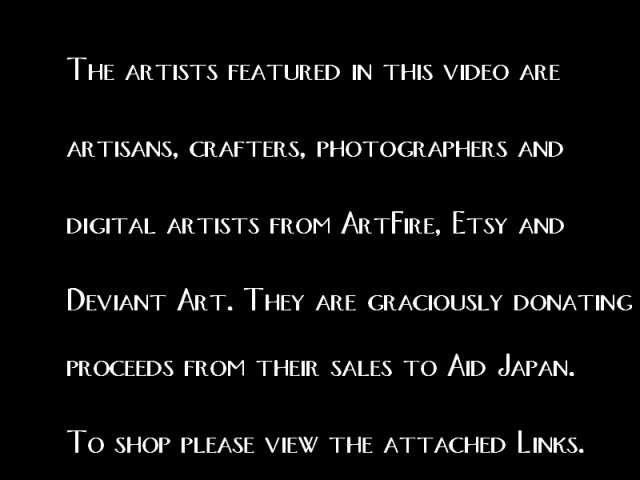 The artists featured in this video are
artisans, crafters, photographers and
digital artists from ArtFire, Etsy and
Deviant Art. They are graciously donating
proceeds from their sales to Aid Japan.
To shop please view the attached Links.